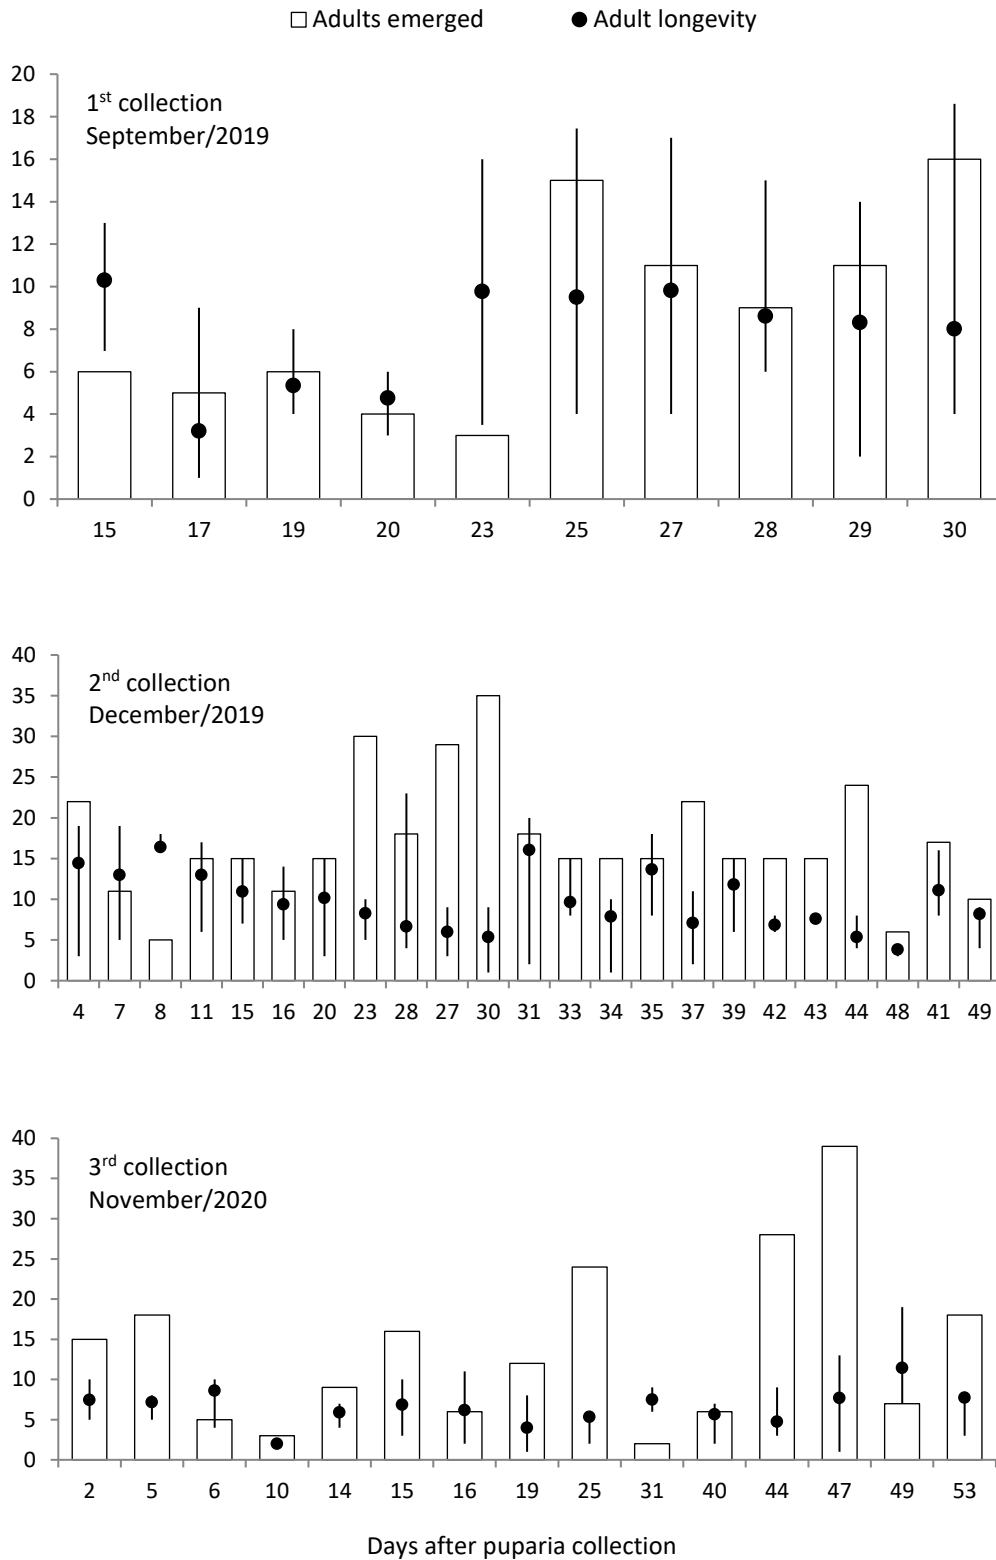 Adults emerged Adult longevity
20
18
16
14
12
10
8
6
4
2
0
1st collection
September/2019
15 17 19 20 23 25 27 28 29 30
40
35
30
25
20
15
10
5
0
2nd collection
December/2019
4 7 8 11 15 16 20 23 28 27 30 31 33 34 35 37 39 42 43 44 48 41 49
40
35
30
25
20
15
10
5
0
3rd collection
November/2020
2 5 6 10 14 15 16 19 25 31 40 44 47 49 53
Days after puparia collection